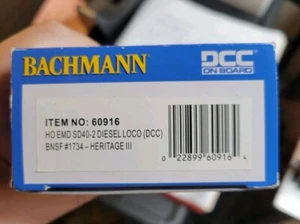 BACHMANN
DCC
ON BOARD
ITEM NO: 60916
HO EMD SD40-2 DIESEL LOCO (DCC)
BNSF #1734 – HERITAGE III
0 22899 60916 4